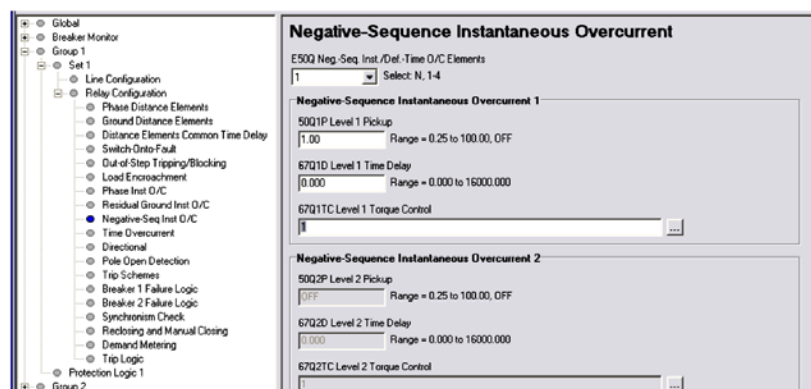 Global
Breaker Monitor
Group 1
Set 1
Line Configuration
Relay Configuration
Phase Distance Elements
Ground Distance Elements
Distance Elements Common Time Delay
Switch-Onto-Fault
Out-of-Step Tripping/Blocking
Load Encroachment
Phase Inst O/C
Residual Ground Inst O/C
Negative-Seq Inst O/C
Time Overcurrent
Directional
Pole Open Detection
Trip Schemes
Breaker 1 Failure Logic
Breaker 2 Failure Logic
Synchronism Check
Reclosing and Manual Closing
Demand Metering
Trip Logic
Protection Logic 1
Group 2
Negative-Sequence Instantaneous Overcurrent
E50Q Neg.-Seq. Inst./Def.-Time O/C Elements
1 Select: N, 1-4
Negative-Sequence Instantaneous Overcurrent 1
50Q1P Level 1 Pickup
1.00 Range = 0.25 to 100.00, OFF
67Q1D Level 1 Time Delay
0.000 Range = 0.000 to 16000.000
67Q1TC Level 1 Torque Control
1 ...
Negative-Sequence Instantaneous Overcurrent 2
50Q2P Level 2 Pickup
OFF Range = 0.25 to 100.00, OFF
67Q2D Level 2 Time Delay
0.000 Range = 0.000 to 16000.000
67Q2TC Level 2 Torque Control
1 ...